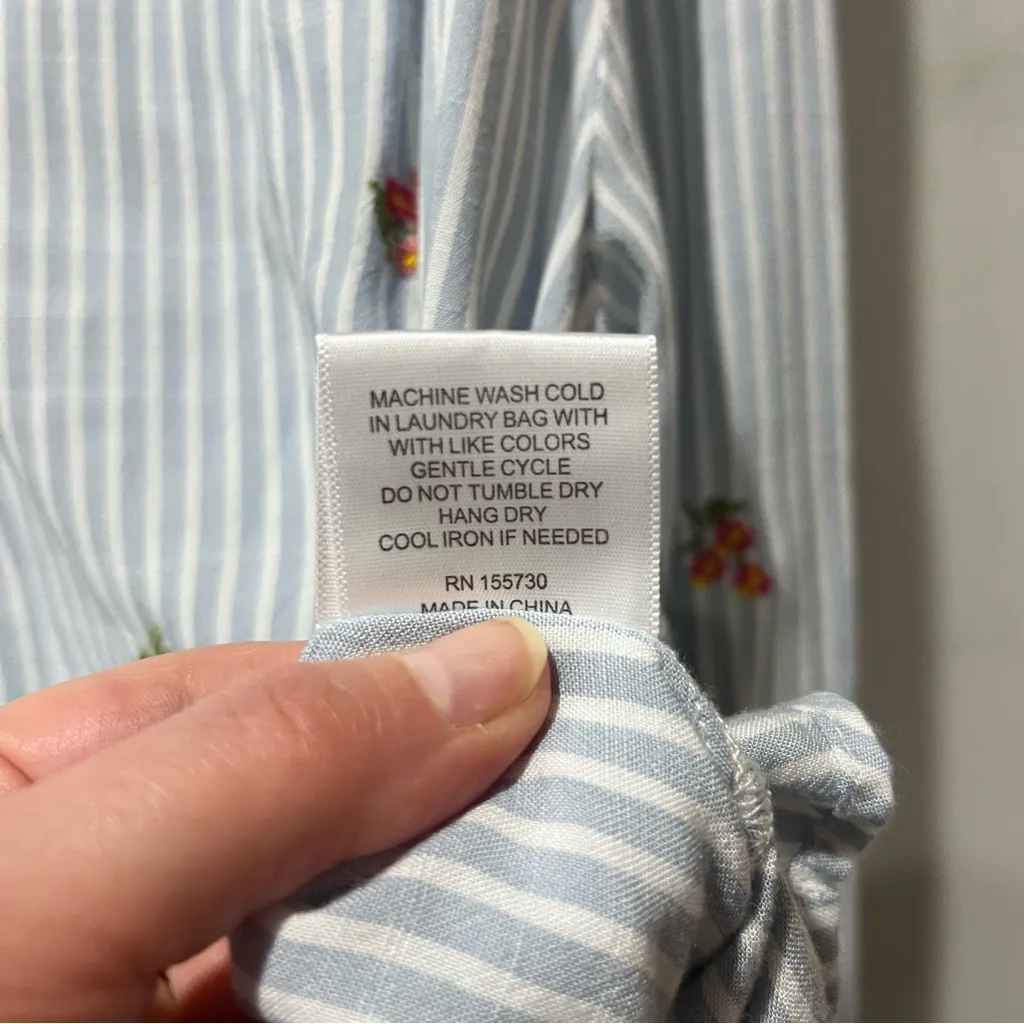 MACHINE WASH COLD
IN LAUNDRY BAG WITH
WITH LIKE COLORS
GENTLE CYCLE
DO NOT TUMBLE DRY
HANG DRY
COOL IRON IF NEEDED
RN 155730
MADE IN CHINA